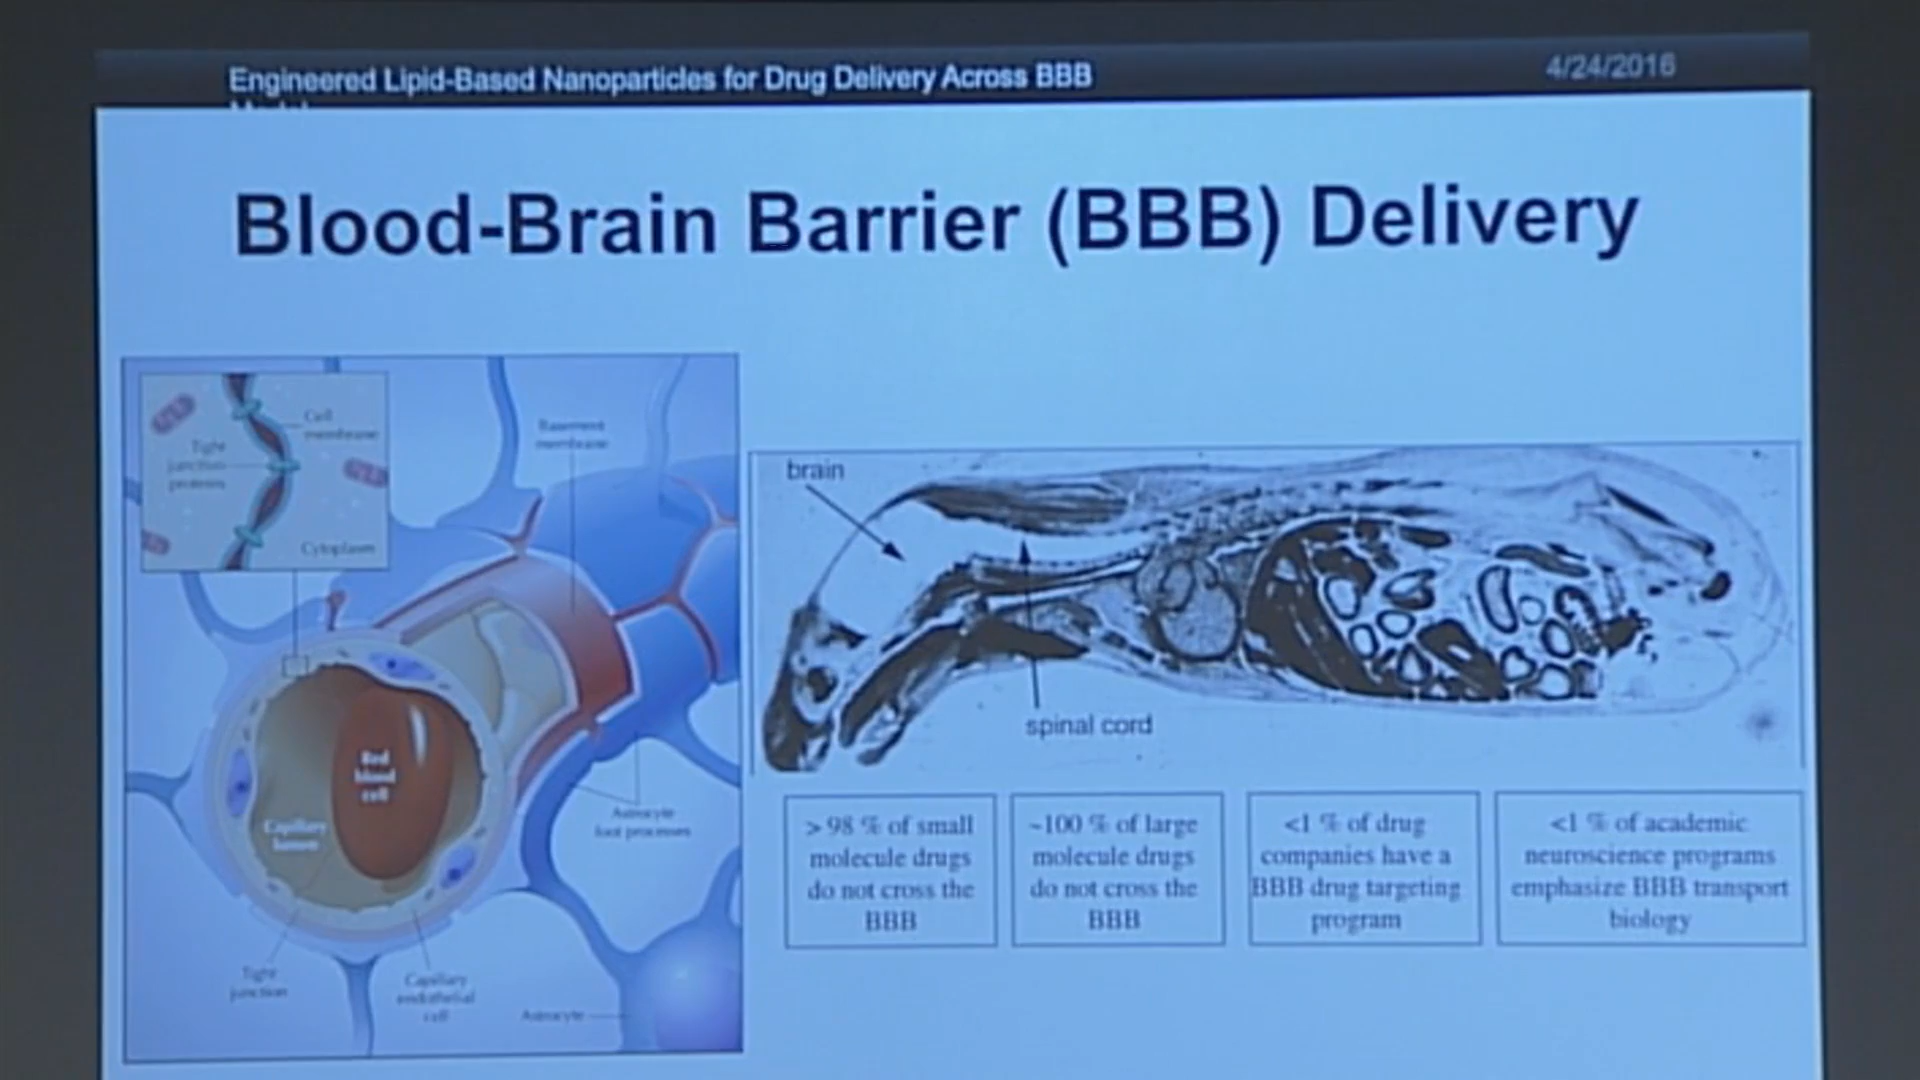 Engineered Lipid-Based Nanoparticles for Drug Delivery Across BBB
4/24/2016
Blood-Brain Barrier (BBB) Delivery
Cell
membrane
Tight
junction
proteins
Cytoplasm
Basement
membrane
Red
blood
cell
Capillary
lumen
Astrocyte
foot processes
Tight
junction
Capillary
endothelial
cell
Astrocyte
brain
spinal cord
> 98 % of small
molecule drugs
do not cross the
BBB
~100 % of large
molecule drugs
do not cross the
BBB
<1 % of drug
companies have a
BBB drug targeting
program
<1 % of academic
neuroscience programs
emphasize BBB transport
biology